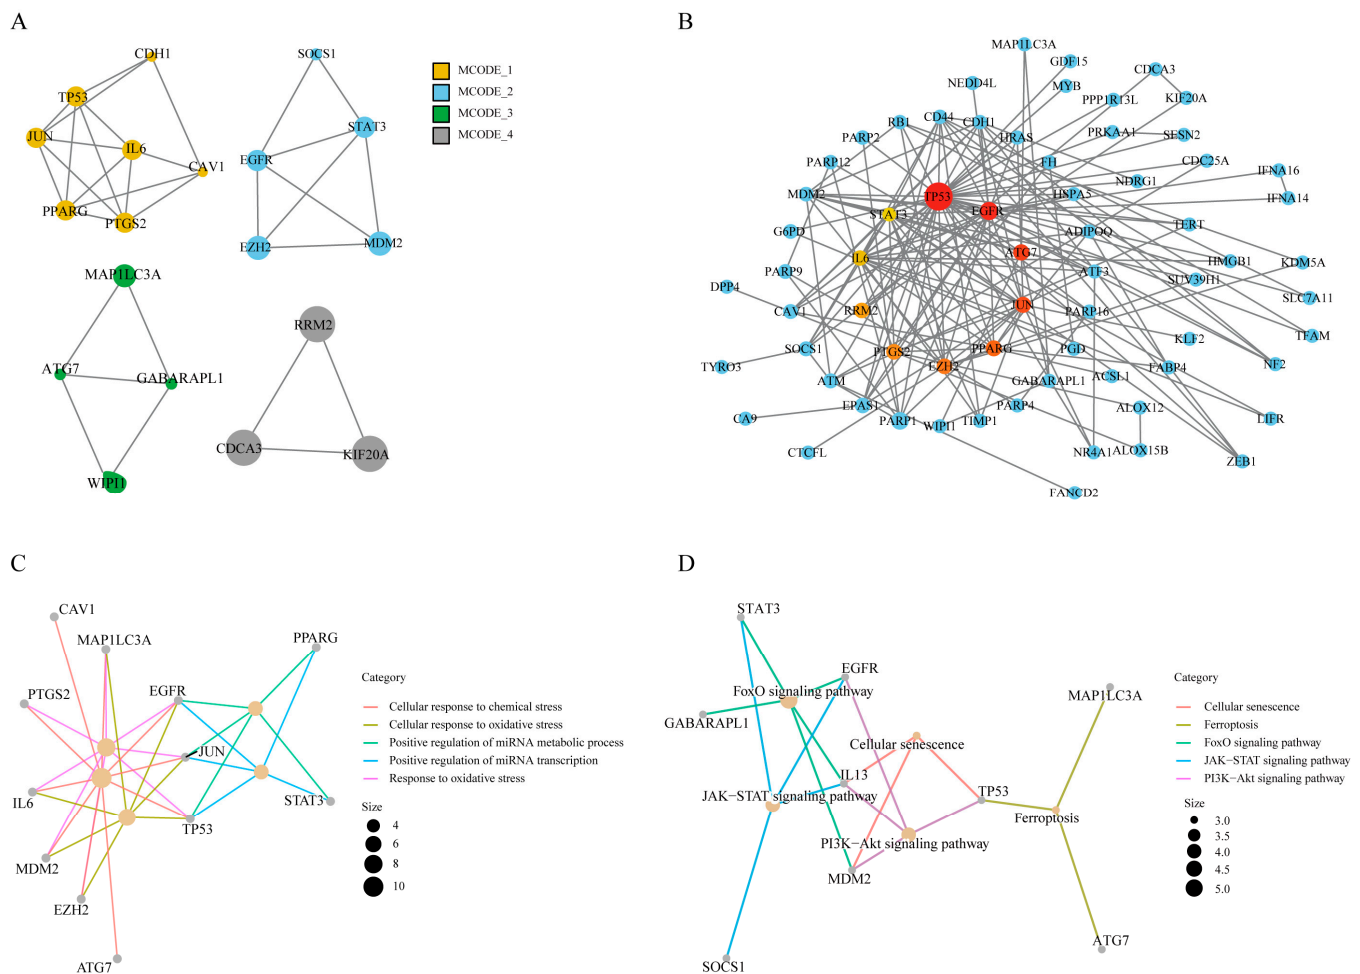 A
CDH1
TP53
JUN
IL6
CAV1
PPARG
PTGS2
SOCS1
STAT3
EGFR
EZH2
MDM2
MCODE_1
MCODE_2
MCODE_3
MCODE_4
MAP1LC3A
ATG7
GABARAPL1
WIPI1
RRM2
CDCA3
KIF20A
B
MAP1LC3A
GDF15
CDCA3
NEDD4L
MYB
KIF20A
PPP1R13L
RB1
CD44
CDH1
HRAS
PRKAA1
SESN2
PARP2
PARP12
FH
CDC25A
IFNA16
MDM2
TP53
HSPA5
NDRG1
IFNA14
STAT3
EGFR
TERT
G6PD
ADIPOQ
ATG7
IL6
HMGB1
KDM5A
PARP9
ATF3
SUV39H1
DPP4
SLC7A11
CAV1
RRM2
JUN
PARP16
TFAM
KLF2
SOCS1
PTGS2
PPARG
PGD
TYRO3
EZH2
FABP4
NF2
ATM
GABARAPL1
ACSL1
CA9
EPAS1
PARP1
WIPI1
TIMP1
PARP4
ALOX12
LIFR
CTCFL
NR4A1
ALOX15B
ZEB1
FANCD2
C
CAV1
MAP1LC3A
PPARG
PTGS2
EGFR
JUN
IL6
TP53
STAT3
MDM2
EZH2
ATG7
Category
Cellular response to chemical stress
Cellular response to oxidative stress
Positive regulation of miRNA metabolic process
Positive regulation of miRNA transcription
Response to oxidative stress
Size
4
6
8
10
D
STAT3
EGFR
FoxO signaling pathway
GABARAPL1
MAP1LC3A
Cellular senescence
IL13
JAK−STAT signaling pathway
TP53
Ferroptosis
PI3K−Akt signaling pathway
MDM2
SOCS1
ATG7
Category
Cellular senescence
Ferroptosis
FoxO signaling pathway
JAK−STAT signaling pathway
PI3K−Akt signaling pathway
Size
3.0
3.5
4.0
4.5
5.0